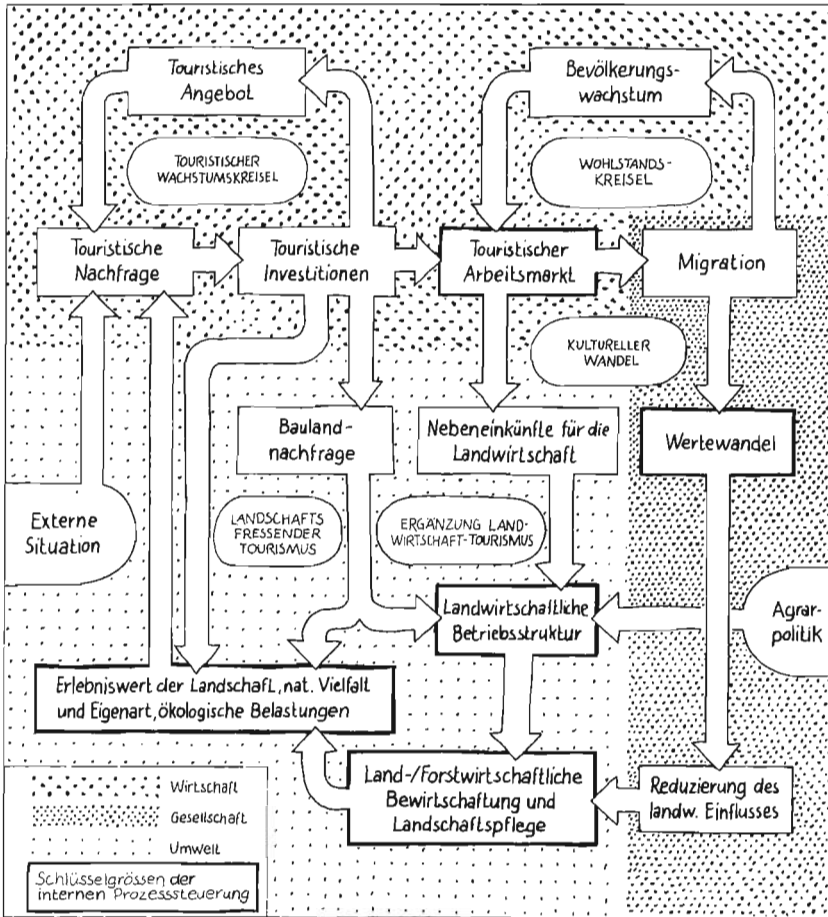 Touristisches
Angebot
Bevölkerungs-
wachstum
TOURISTISCHER
WACHSTUMSKREISEL
WOHLSTANDS-
KREISEL
Touristische
Nachfrage
Touristische
Investitionen
Touristischer
Arbeitsmarkt
Migration
KULTURELLER
WANDEL
Bauland-
nachfrage
Nebeneinkünfte für die
Landwirtschaft
Wertewandel
Externe
Situation
LANDSCHAFTS
FRESSENDER
TOURISMUS
ERGÄNZUNG LAND-
WIRTSCHAFT-TOURISMUS
Landwirtschaftliche
Betriebsstruktur
Agrar-
politik
Erlebniswert der Landschaft, nat. Vielfalt
und Eigenart, ökologische Belastungen
Land-/Forstwirtschaftliche
Bewirtschaftung und
Landschaftspflege
Reduzierung des
landw. Einflusses
Wirtschaft
Gesellschaft
Umwelt
Schlüsselgrössen der
internen Prozesssteuerung